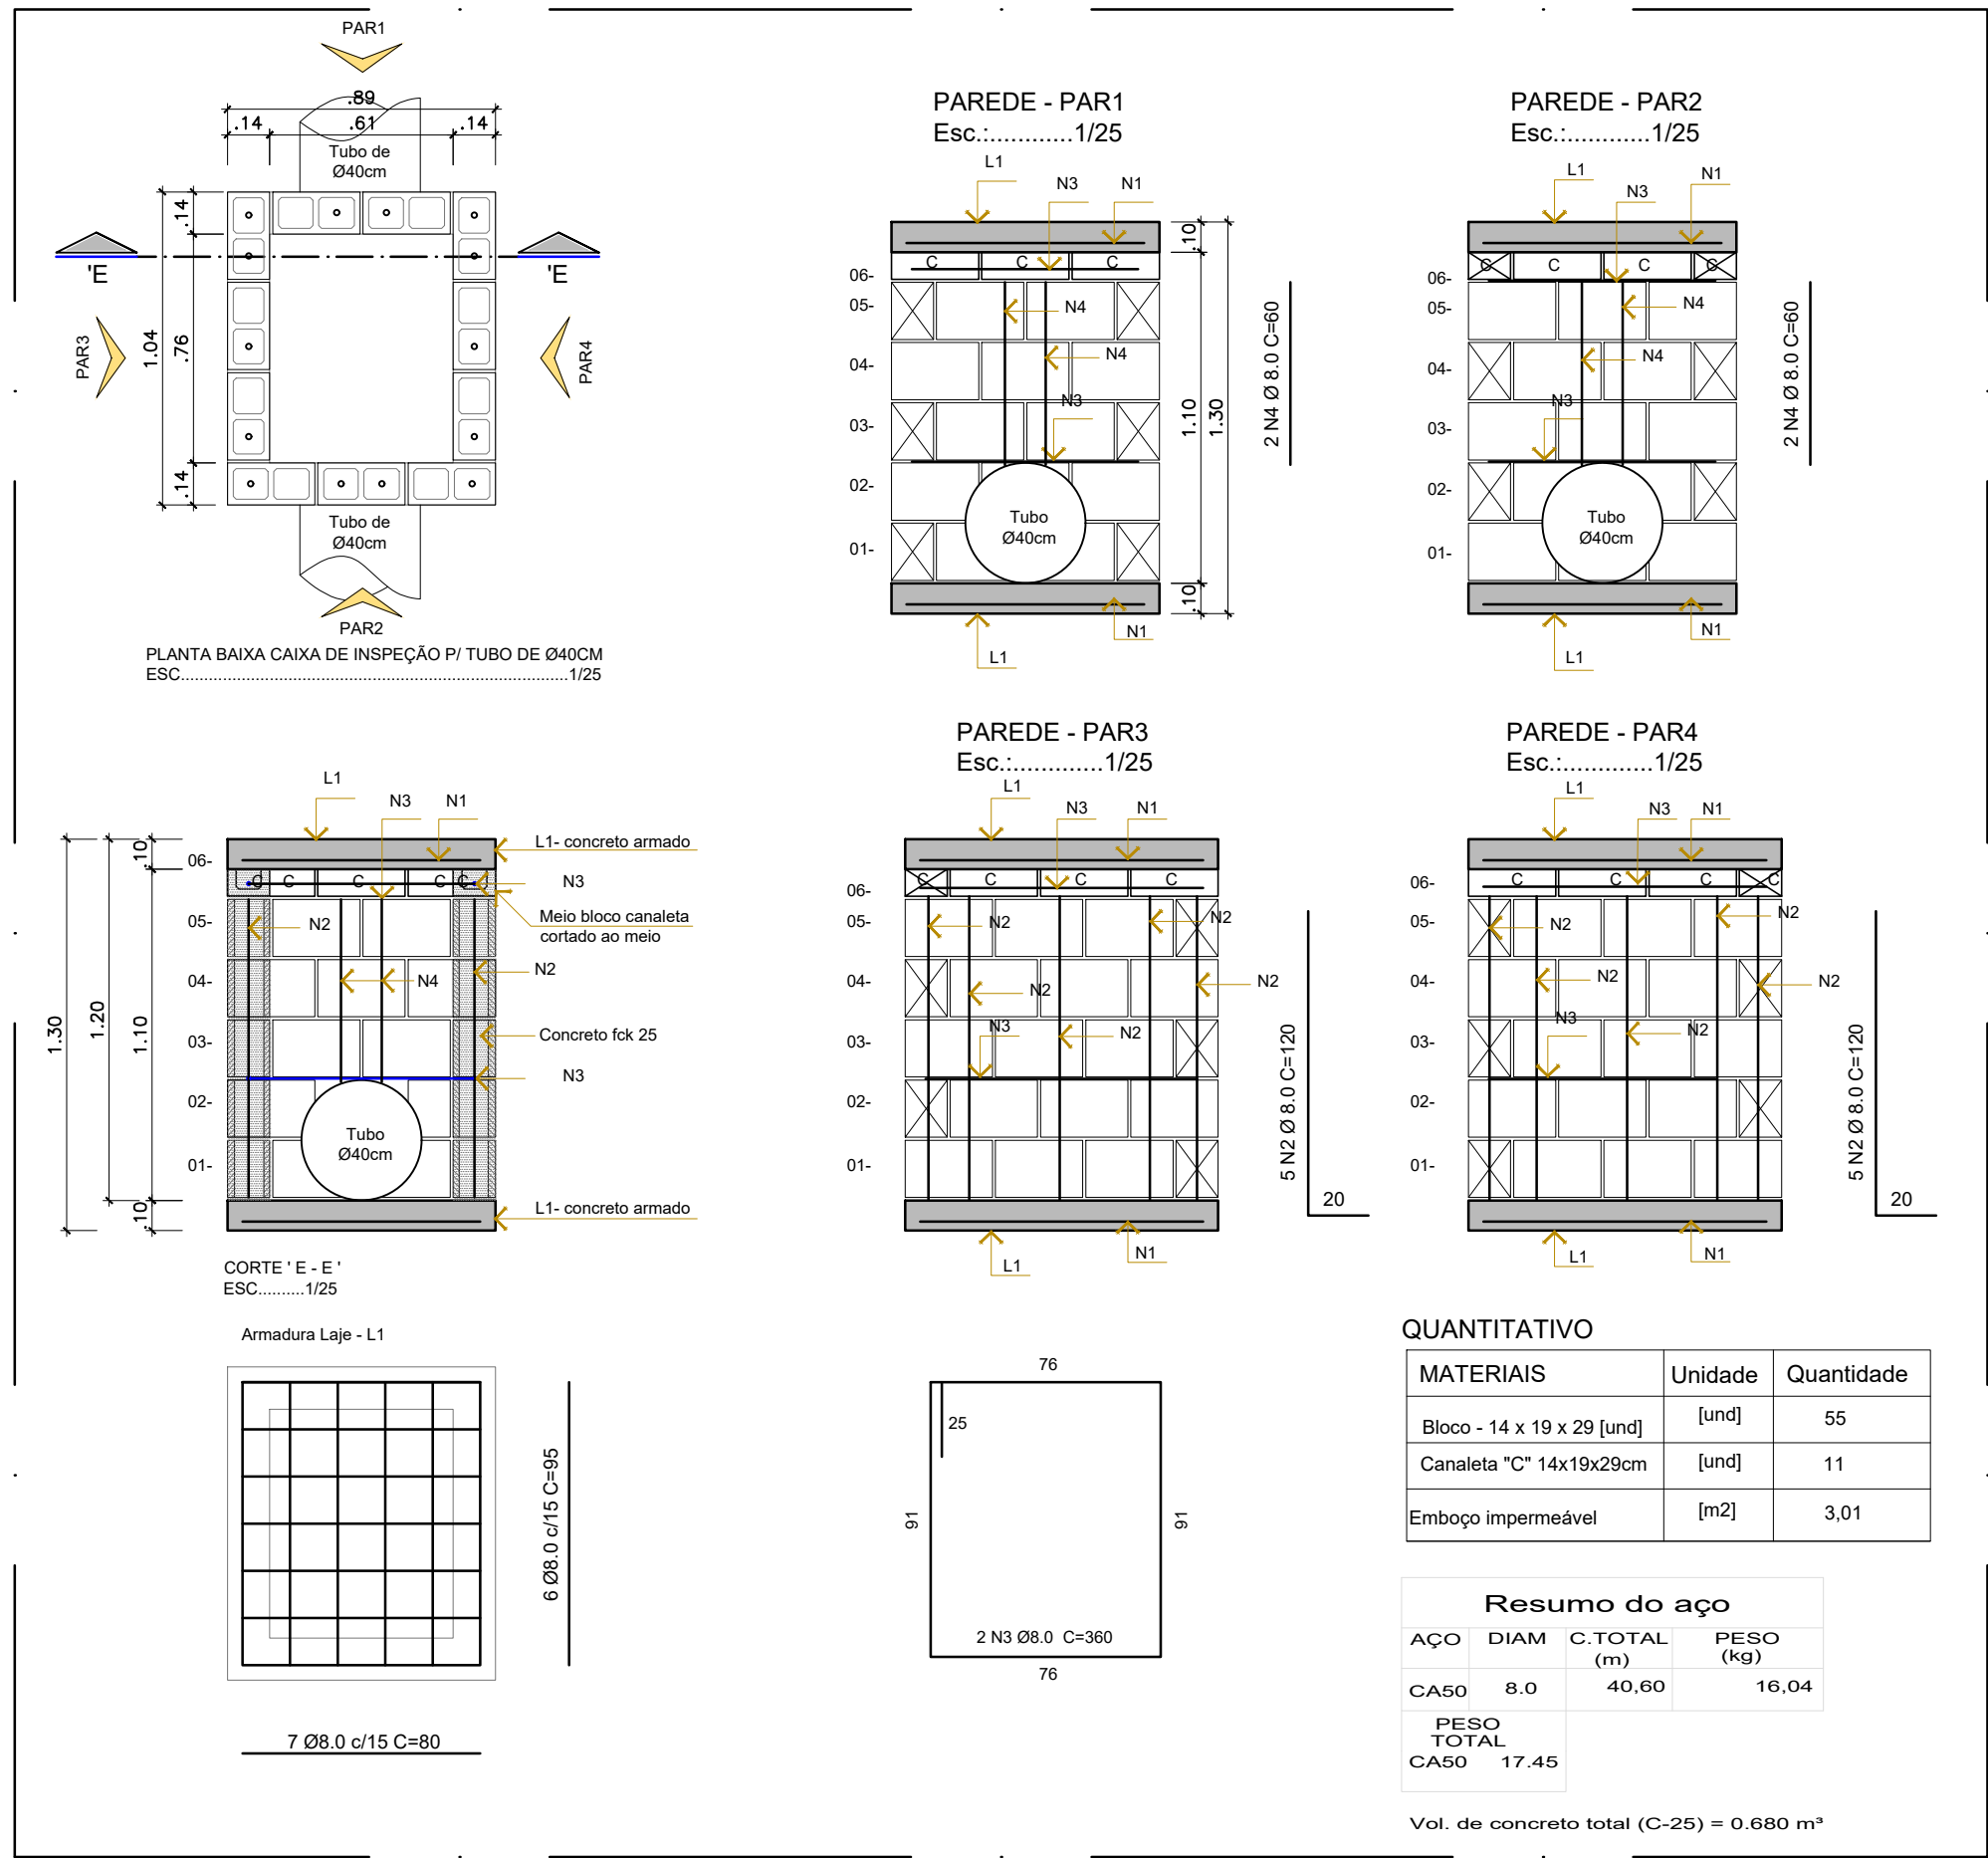 PAR1
.89
.14
.61
.14
Tubo de
Ø40cm
.14
1.04
.76
.14
'E
'E
PAR3
PAR4
Tubo de
Ø40cm
PAR2
PLANTA BAIXA CAIXA DE INSPEÇÃO P/ TUBO DE Ø40CM
ESC..........................................................................1/25
PAREDE - PAR1
Esc.:............1/25
L1
N3
N1
C
C
C
06-
05-
04-
03-
02-
01-
N4
N4
N3
Tubo
Ø40cm
L1
N1
.10
1.10
1.30
.10
2 N4 Ø 8.0 C=60
PAREDE - PAR2
Esc.:............1/25
L1
N3
N1
C
C
C
C
06-
05-
04-
03-
02-
01-
N4
N4
N3
Tubo
Ø40cm
L1
N1
2 N4 Ø 8.0 C=60
L1
N3
N1
L1- concreto armado
C
C
C
C
C
N3
Meio bloco canaleta
cortado ao meio
06-
05-
04-
03-
02-
01-
N2
N2
N4
Concreto fck 25
N3
Tubo
Ø40cm
L1- concreto armado
.10
1.30
1.20
1.10
.10
CORTE ' E - E '
ESC..........1/25
PAREDE - PAR3
Esc.:.............1/25
L1
N3
N1
C
C
C
C
06-
05-
04-
03-
02-
01-
N2
N2
N2
N2
N3
N2
L1
N1
5 N2 Ø 8.0 C=120
20
PAREDE - PAR4
Esc.:.............1/25
L1
N3
N1
C
C
C
C
06-
05-
04-
03-
02-
01-
N2
N2
N2
N2
N3
N2
L1
N1
5 N2 Ø 8.0 C=120
20
Armadura Laje - L1
6 Ø8.0 c/15 C=95
7 Ø8.0 c/15 C=80
76
25
91
91
2 N3 Ø8.0 C=360
76
QUANTITATIVO
MATERIAIS Unidade Quantidade
Bloco - 14 x 19 x 29 [und] [und] 55
Canaleta "C" 14x19x29cm [und] 11
Emboço impermeável [m2] 3,01
Resumo do aço
AÇO DIAM C.TOTAL (m) PESO (kg)
CA50 8.0 40,60 16,04
PESO
TOTAL
CA50 17.45
Vol. de concreto total (C-25) = 0.680 m³